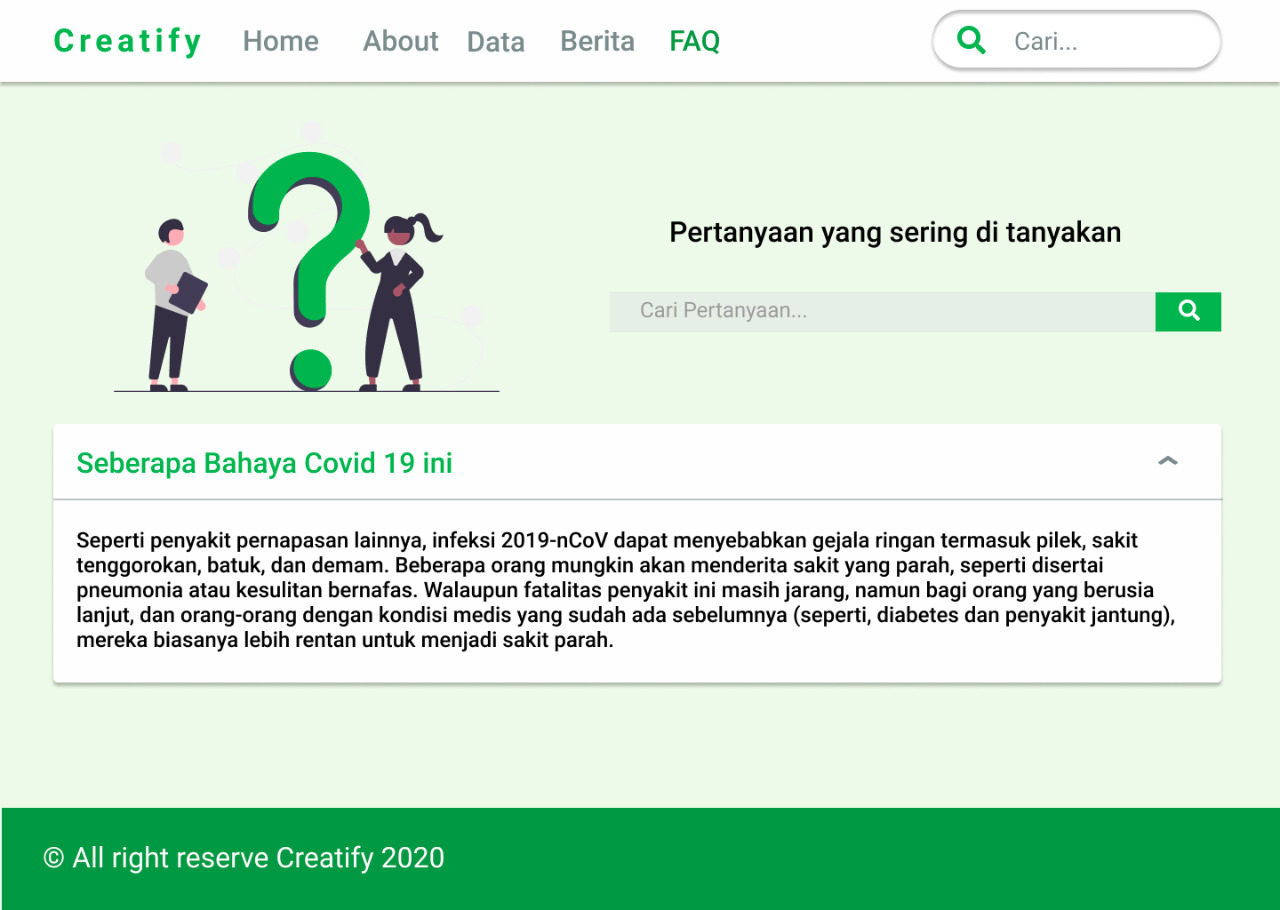 Creatify Home About Data Berita FAQ Cari...
Pertanyaan yang sering di tanyakan
Cari Pertanyaan...
Seberapa Bahaya Covid 19 ini
Seperti penyakit pernapasan lainnya, infeksi 2019-nCoV dapat menyebabkan gejala ringan termasuk pilek, sakit
tenggorokan, batuk, dan demam. Beberapa orang mungkin akan menderita sakit yang parah, seperti disertai
pneumonia atau kesulitan bernafas. Walaupun fatalitas penyakit ini masih jarang, namun bagi orang yang berusia
lanjut, dan orang-orang dengan kondisi medis yang sudah ada sebelumnya (seperti, diabetes dan penyakit jantung),
mereka biasanya lebih rentan untuk menjadi sakit parah.
© All right reserve Creatify 2020